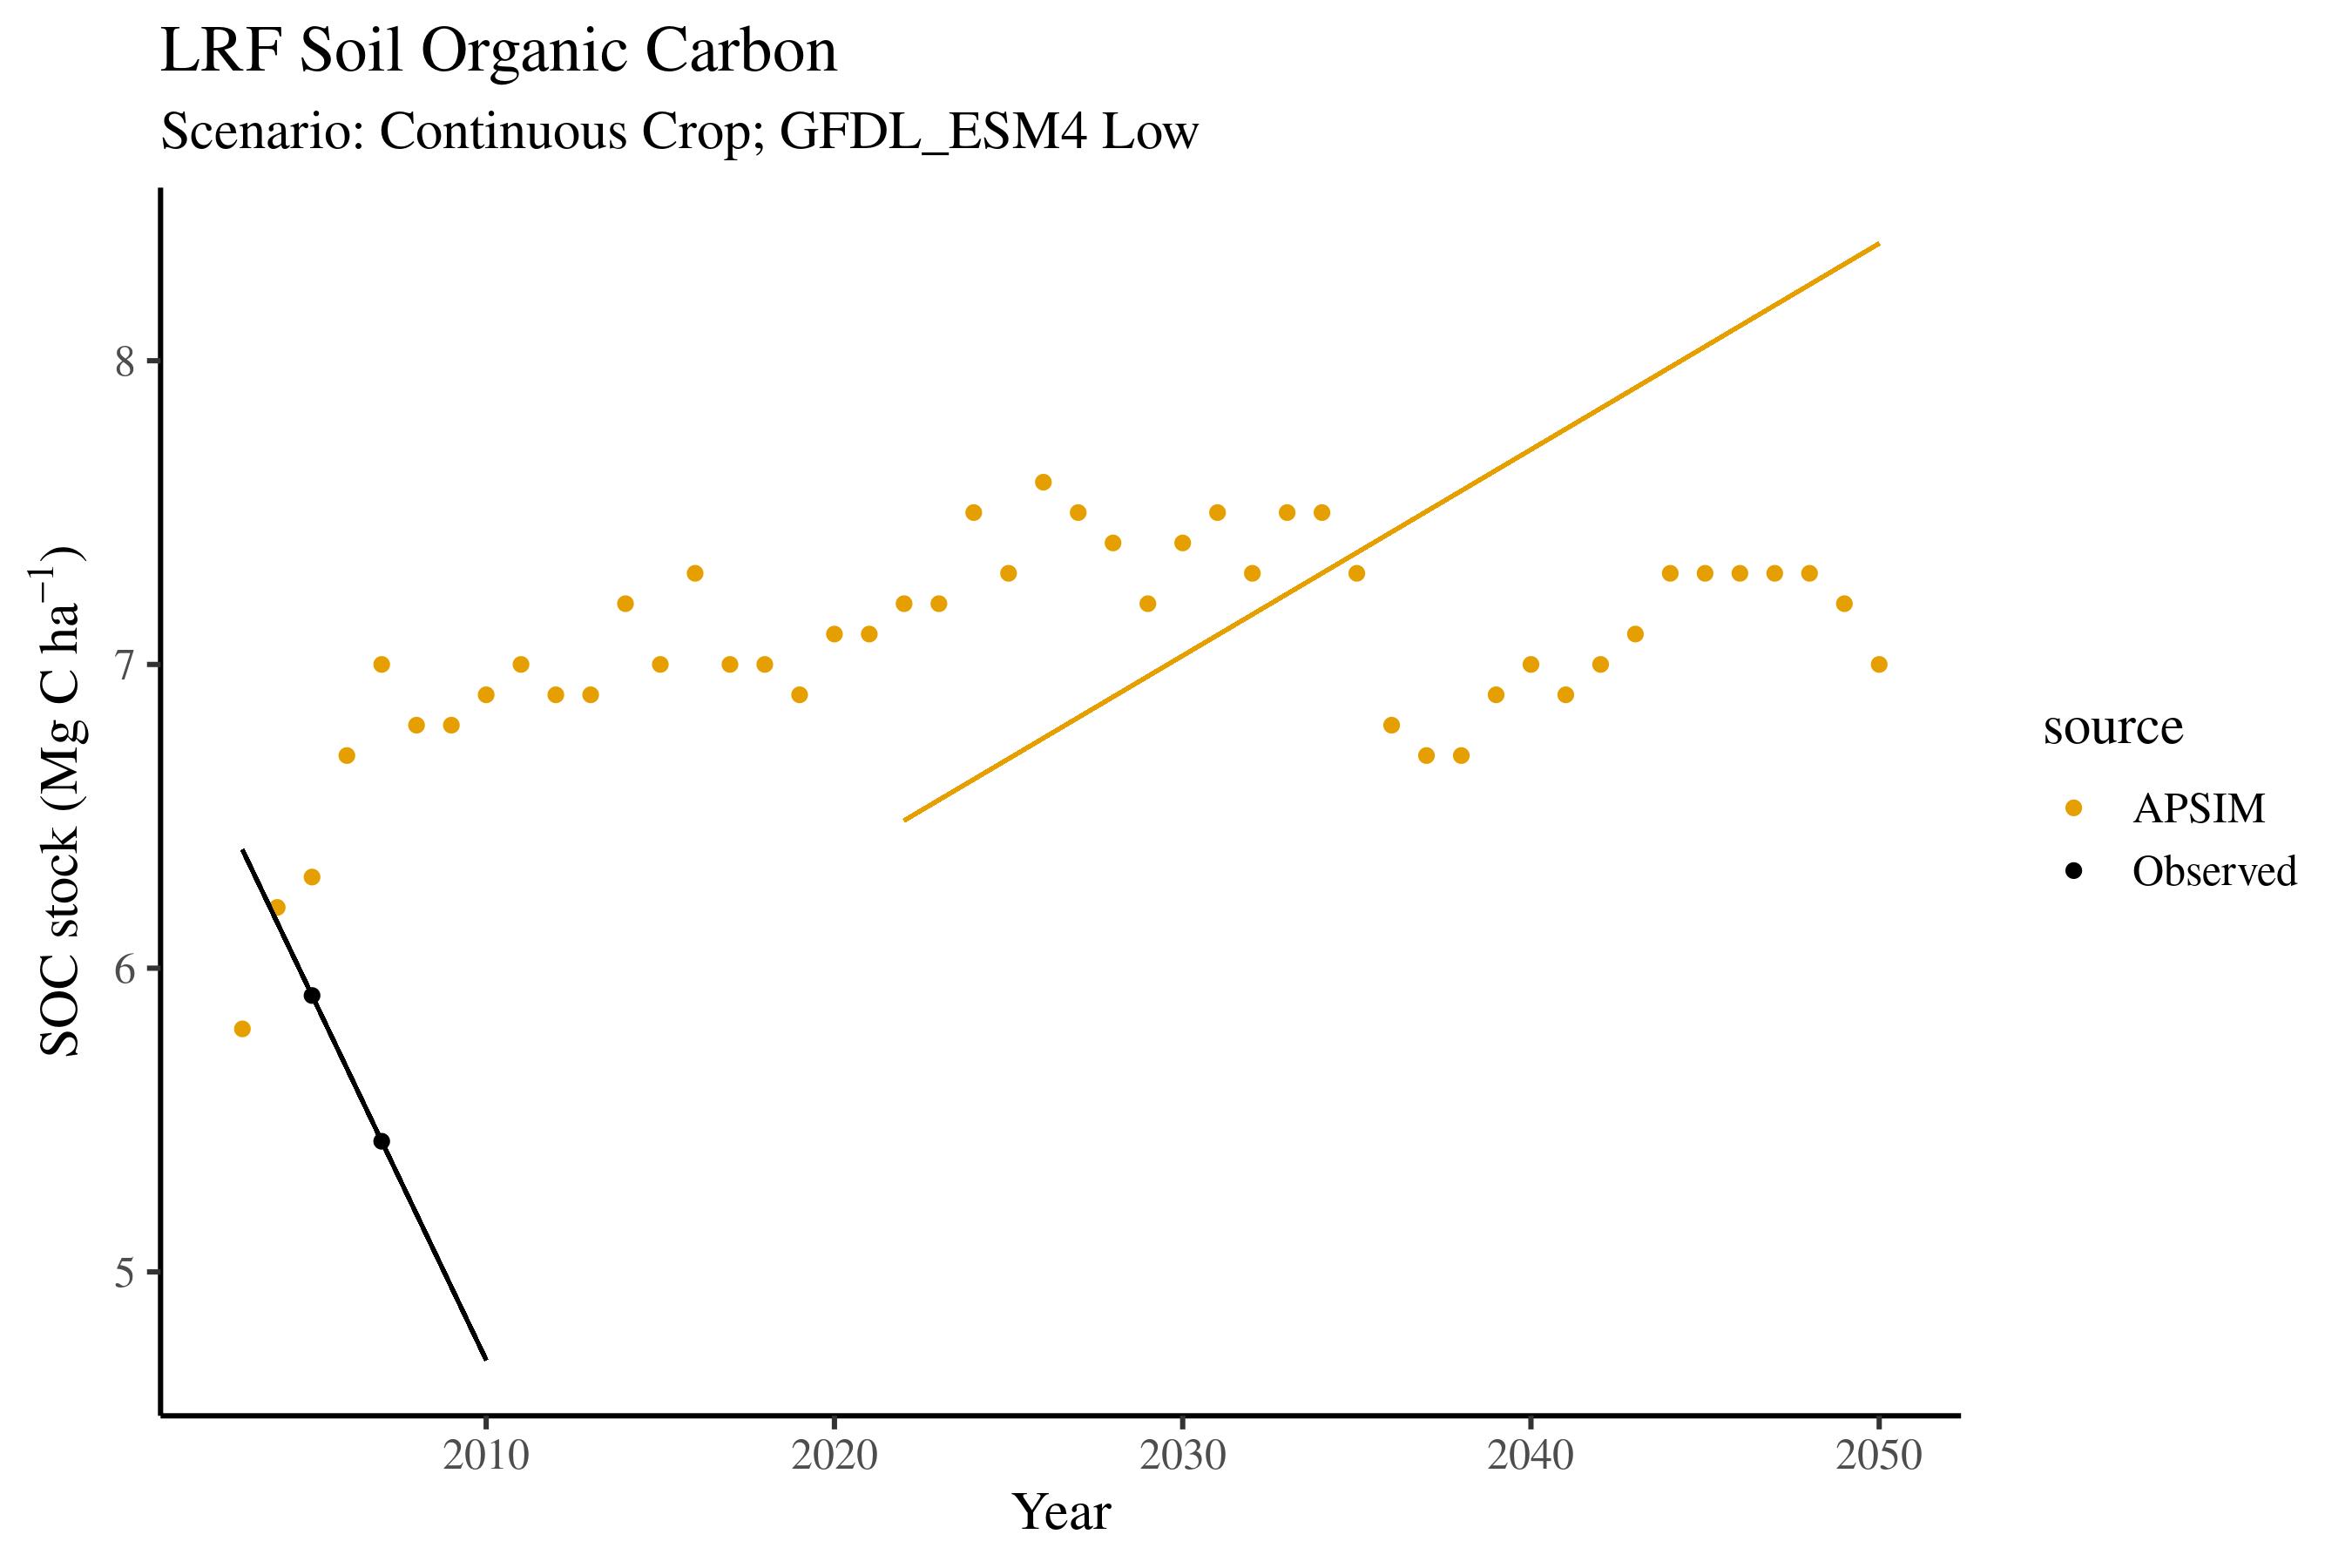 LRF Soil Organic Carbon
Scenario: Continuous Crop; GFDL_ESM4 Low
SOC stock (Mg C ha⁻¹)
8
7
6
5
2010 2020 2030 2040 2050
Year
source
APSIM
Observed